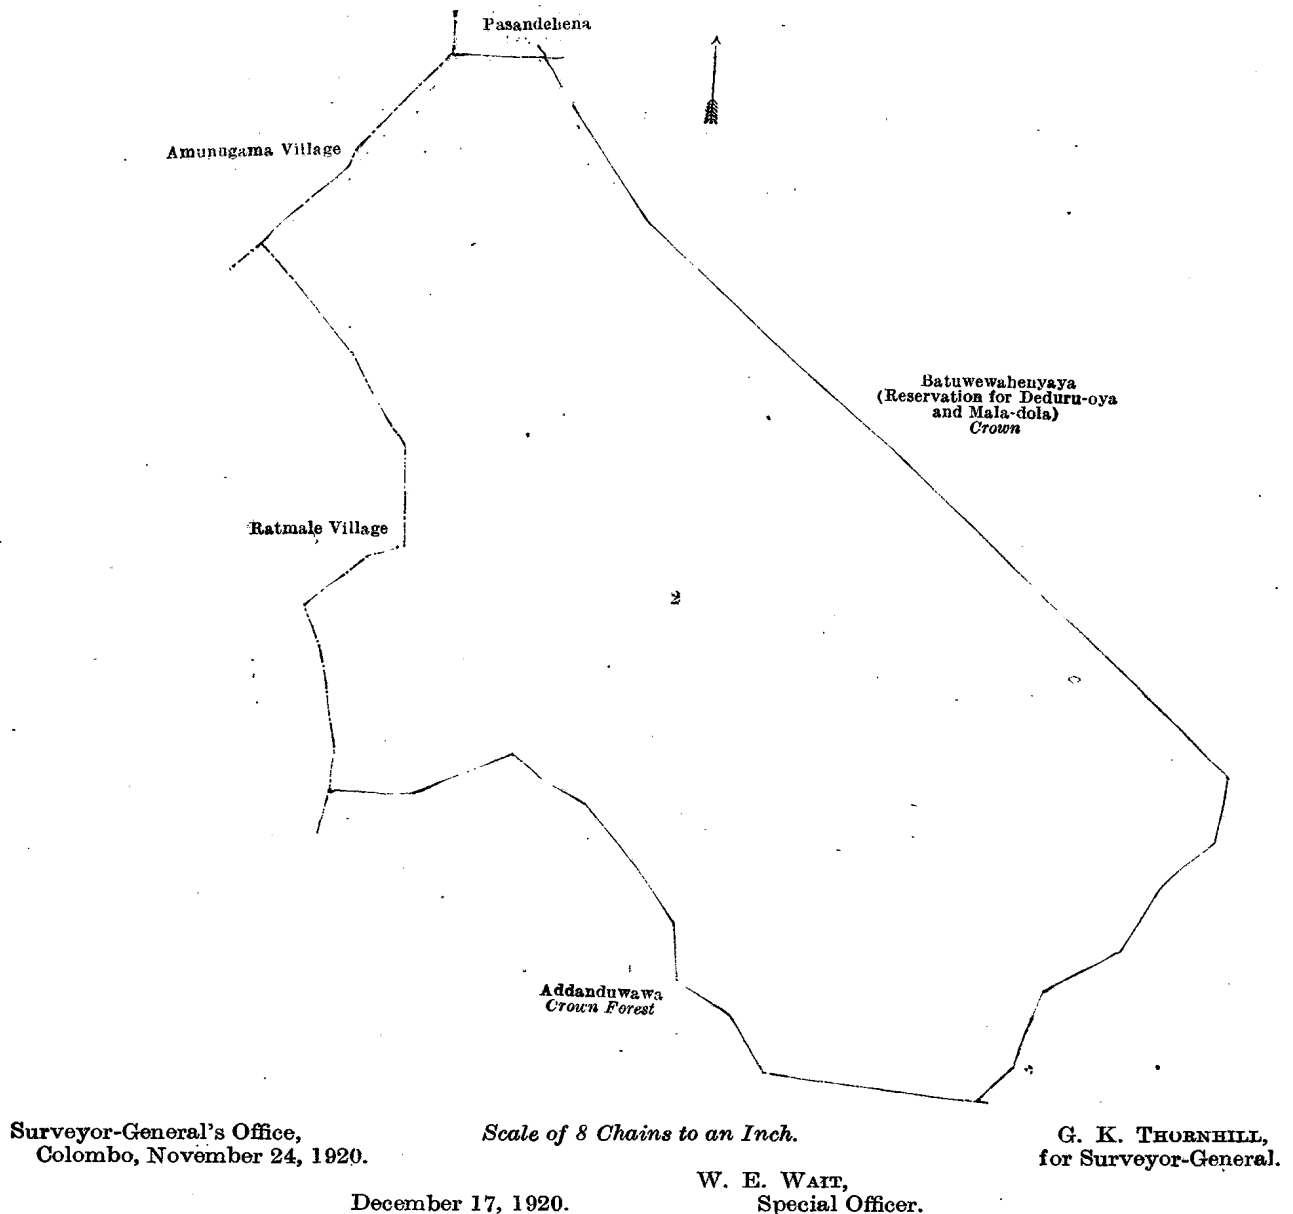 Pasandehena
Amunugama Village
Batuwewahenyaya
(Reservation for Deduru-oya
and Mala-dola)
Crown
Ratmale Village
2
Addanduwawa
Crown Forest
Surveyor-General's Office,
Colombo, November 24, 1920.
Scale of 8 Chains to an Inch.
G. K. THORNHILL,
for Surveyor-General.
W. E. WAIT,
Special Officer.
December 17, 1920.